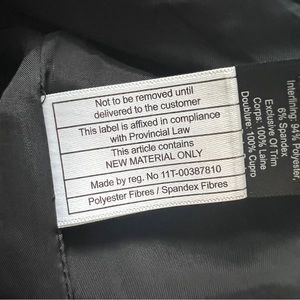 Not to be removed until
delivered to the customer
This label is affixed in compliance
with Provincial Law
This article contains
NEW MATERIAL ONLY
Made by reg. No 11T-00387810
Polyester Fibres / Spandex Fibres
Interlining: 94% Polyester,
6% Spandex
Exclusive Of Trim
Corps: 100% Laine
Doublure: 100% Cupro